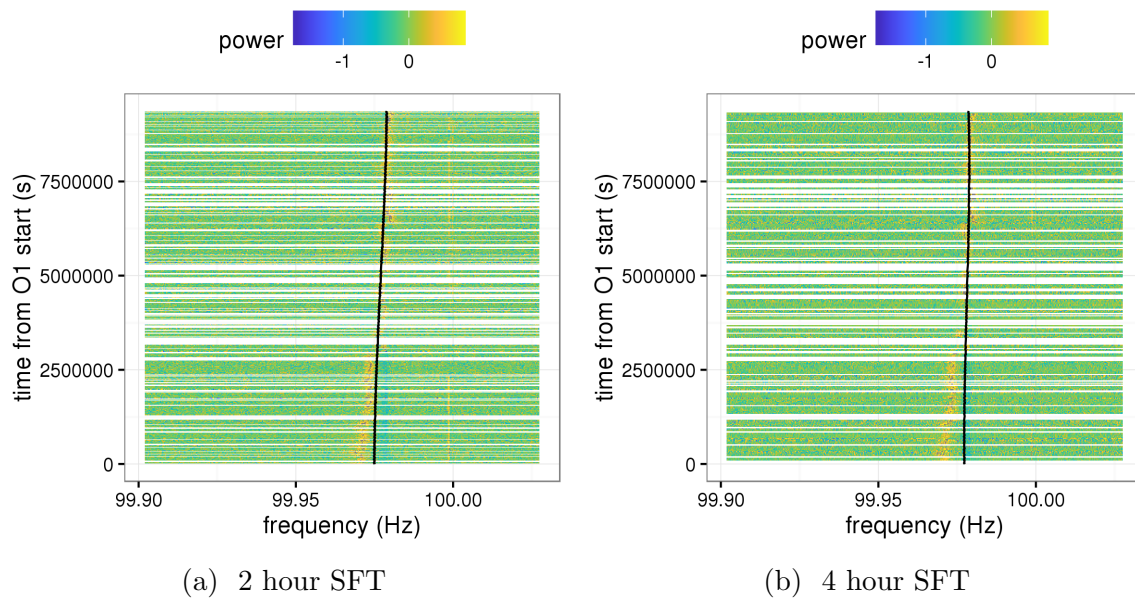 power
-1 0
power
-1 0
time from O1 start (s)
7500000
5000000
2500000
0
99.90 99.95 100.00
frequency (Hz)
time from O1 start (s)
7500000
5000000
2500000
0
99.90 99.95 100.00
frequency (Hz)
(a) 2 hour SFT
(b) 4 hour SFT